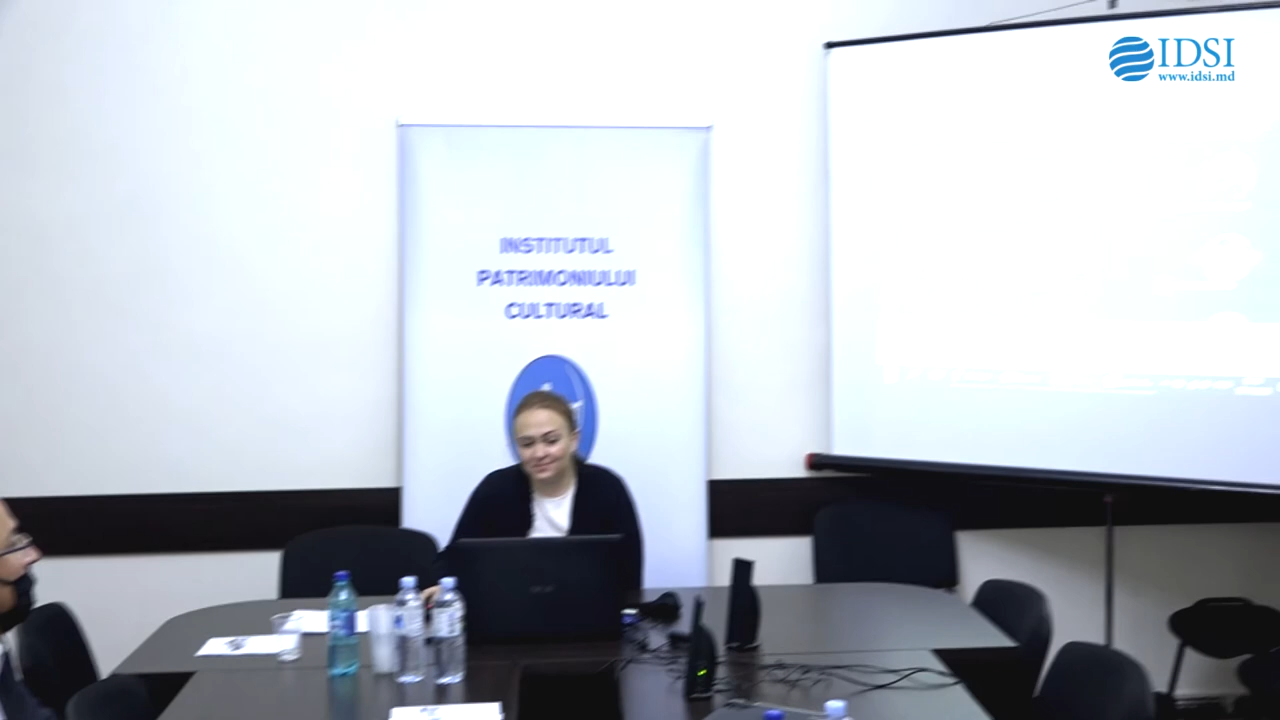 IDSI
www.idsi.md
INSTITUTUL
PATRIMONIULUI
CULTURAL